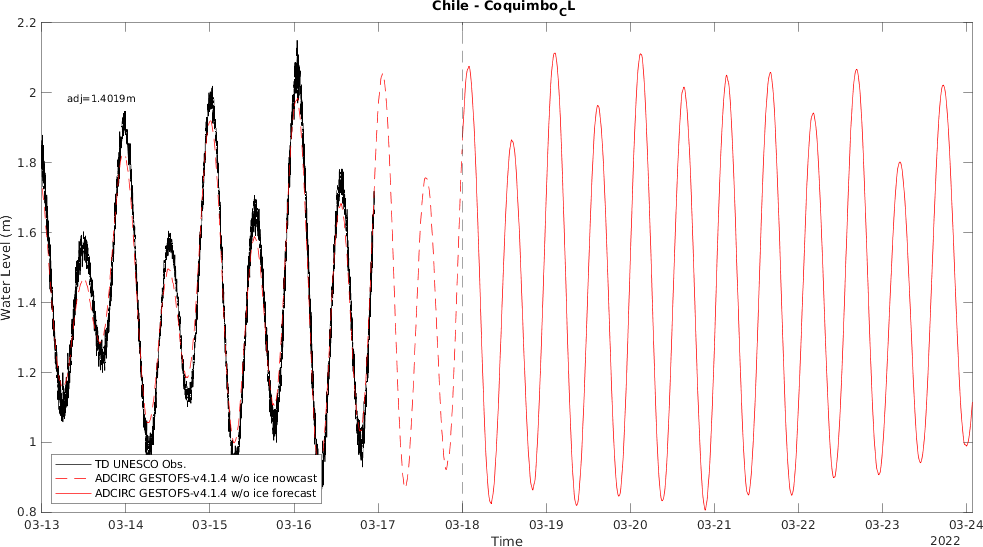 Chile - Coquimbo_CL
2.2
2
1.8
1.6
1.4
1.2
1
0.8
Water Level (m)
adj=1.4019m
TD UNESCO Obs.
ADCIRC GESTOFS-v4.1.4 w/o ice nowcast
ADCIRC GESTOFS-v4.1.4 w/o ice forecast
03-13 03-14 03-15 03-16 03-17 03-18 03-19 03-20 03-21 03-22 03-23 03-24
Time
2022